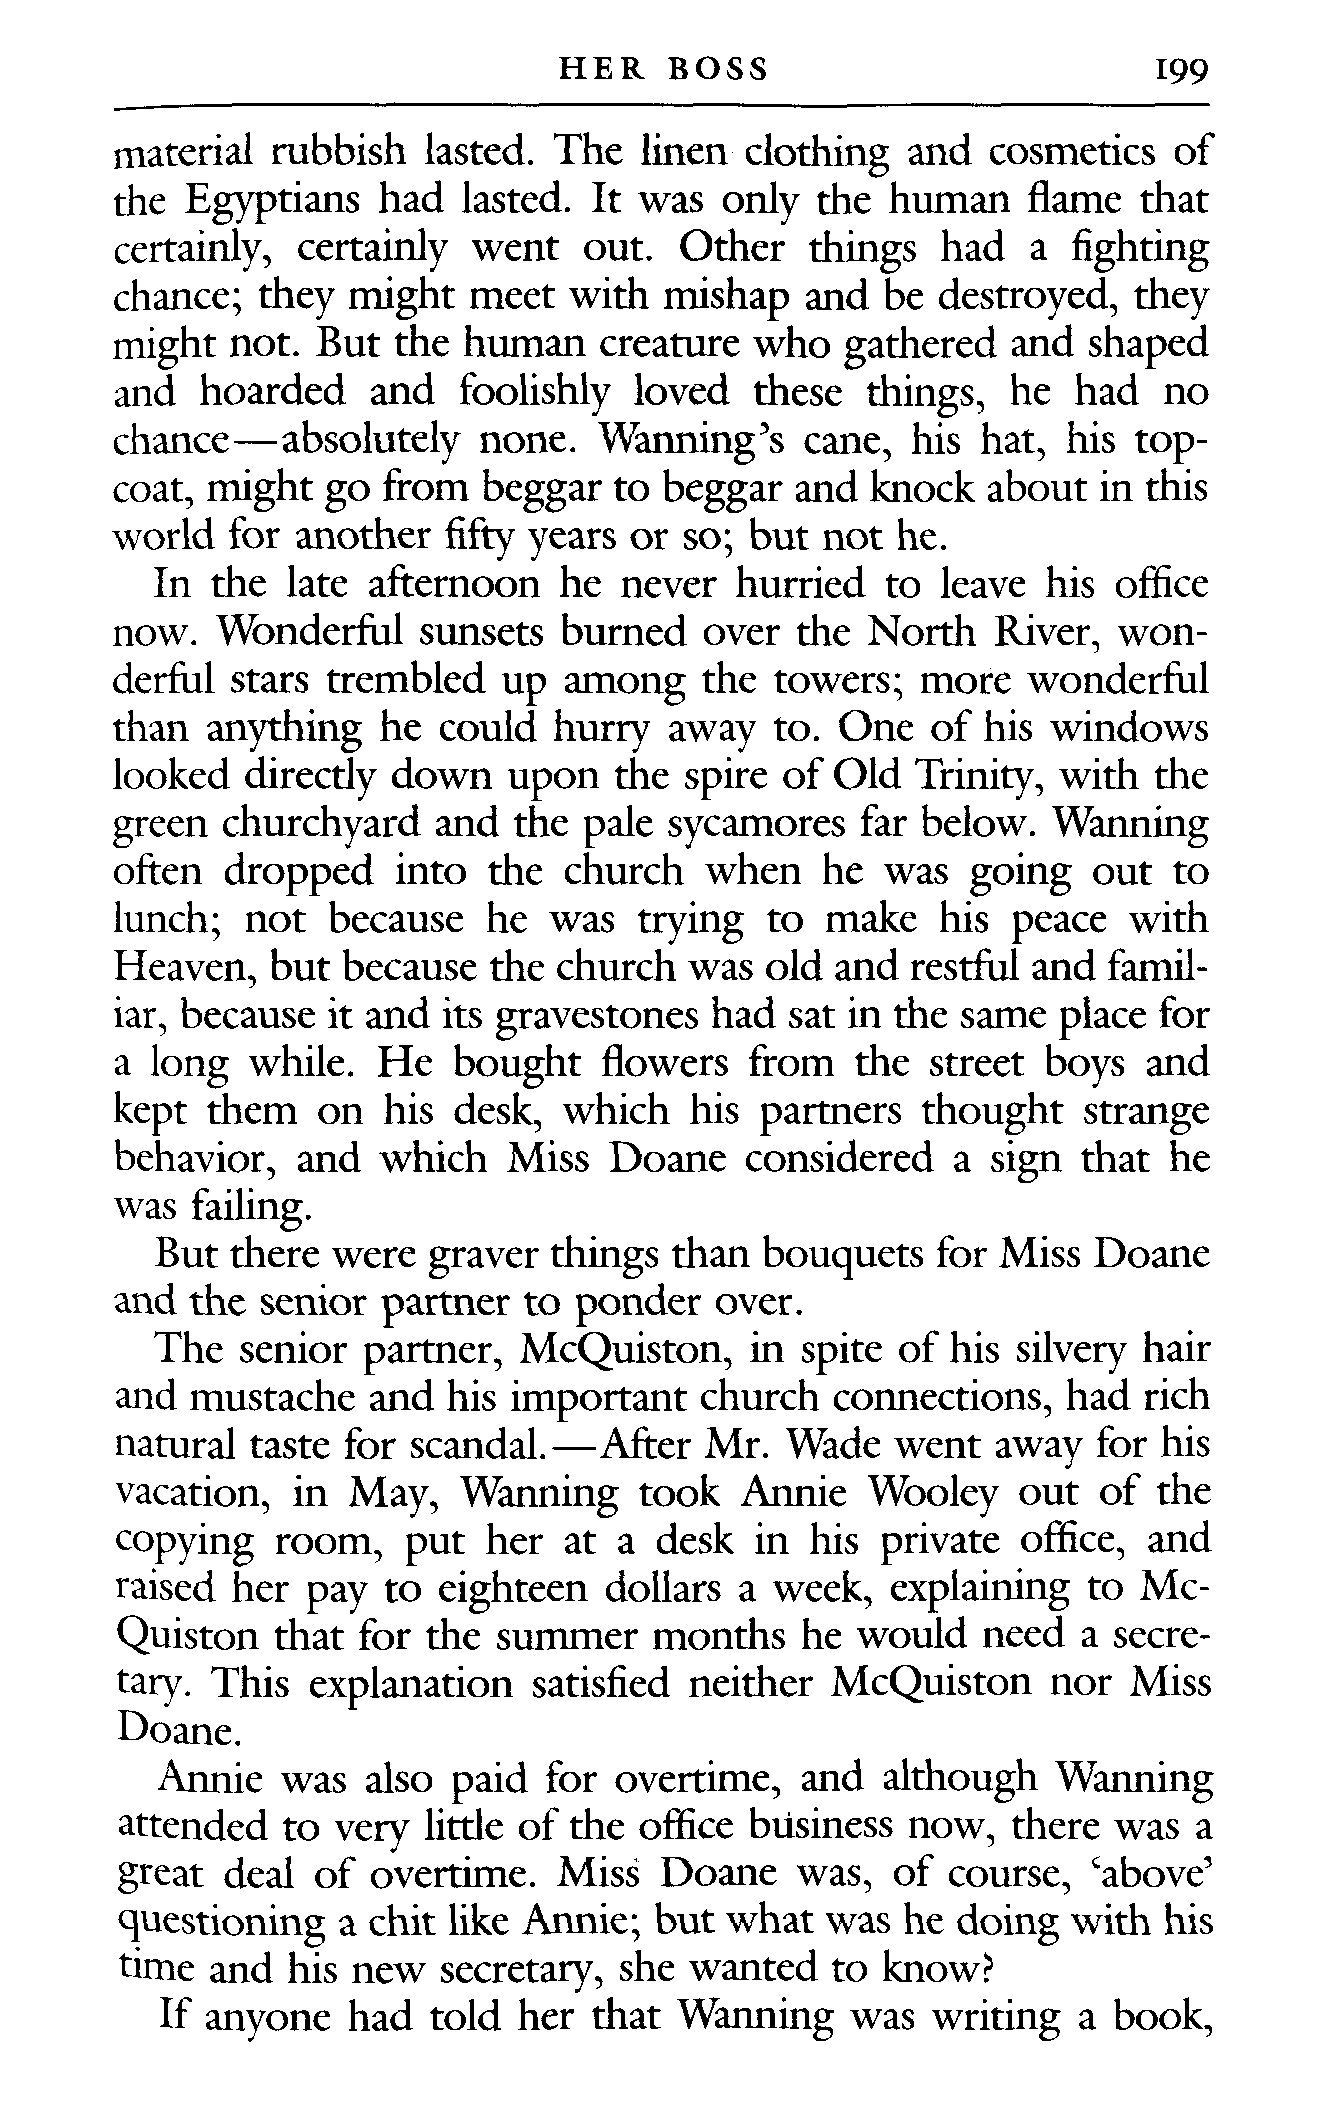 HER BOSS 199
material rubbish lasted. The linen clothing and cosmetics of
the Egyptians had lasted. It was only the human flame that
certainly, certainly went out. Other things had a fighting
chance; they might meet with mishap and be destroyed, they
might not. But the human creature who gathered and shaped
and hoarded and foolishly loved these things, he had no
chance—absolutely none. Wanning's cane, his hat, his top-
coat, might go from beggar to beggar and knock about in this
world for another fifty years or so; but not he.
In the late afternoon he never hurried to leave his office
now. Wonderful sunsets burned over the North River, won-
derful stars trembled up among the towers; more wonderful
than anything he could hurry away to. One of his windows
looked directly down upon the spire of Old Trinity, with the
green churchyard and the pale sycamores far below. Wanning
often dropped into the church when he was going out to
lunch; not because he was trying to make his peace with
Heaven, but because the church was old and restful and famil-
iar, because it and its gravestones had sat in the same place for
a long while. He bought flowers from the street boys and
kept them on his desk, which his partners thought strange
behavior, and which Miss Doane considered a sign that he
was failing.
But there were graver things than bouquets for Miss Doane
and the senior partner to ponder over.
The senior partner, McQuiston, in spite of his silvery hair
and mustache and his important church connections, had rich
natural taste for scandal.—After Mr. Wade went away for his
vacation, in May, Wanning took Annie Wooley out of the
copying room, put her at a desk in his private office, and
raised her pay to eighteen dollars a week, explaining to Mc-
Quiston that for the summer months he would need a secre-
tary. This explanation satisfied neither McQuiston nor Miss
Doane.
Annie was also paid for overtime, and although Wanning
attended to very little of the office business now, there was a
great deal of overtime. Miss Doane was, of course, 'above'
questioning a chit like Annie; but what was he doing with his
time and his new secretary, she wanted to know?
If anyone had told her that Wanning was writing a book,